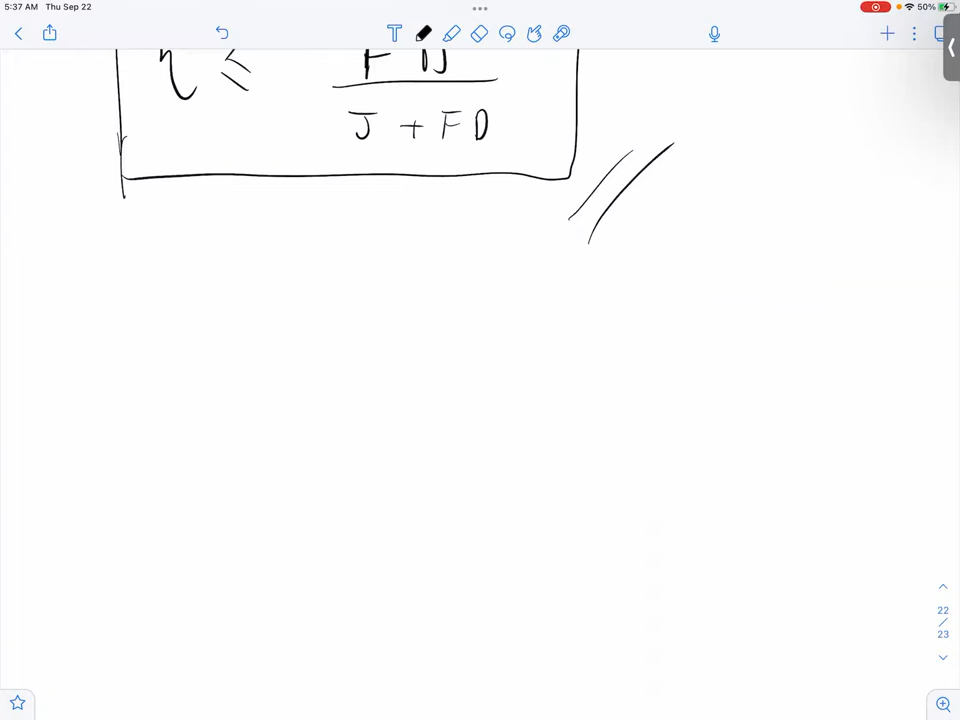 5:37 AM Thu Sep 22
50%
η ≤ F D
J + F D
22
/
23